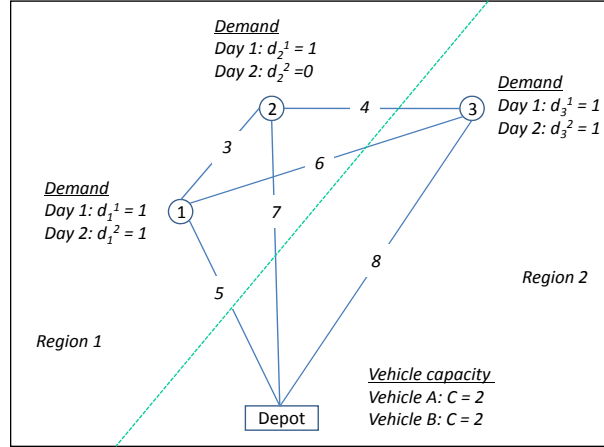 Demand
Day 1: d₂¹ = 1
Day 2: d₂² =0
Demand
Day 1: d₃¹ = 1
Day 2: d₃² = 1
2
4
3
3
6
Demand
Day 1: d₁¹ = 1
Day 2: d₁² = 1
1
7
8
5
Region 2
Region 1
Vehicle capacity
Vehicle A: C = 2
Vehicle B: C = 2
Depot